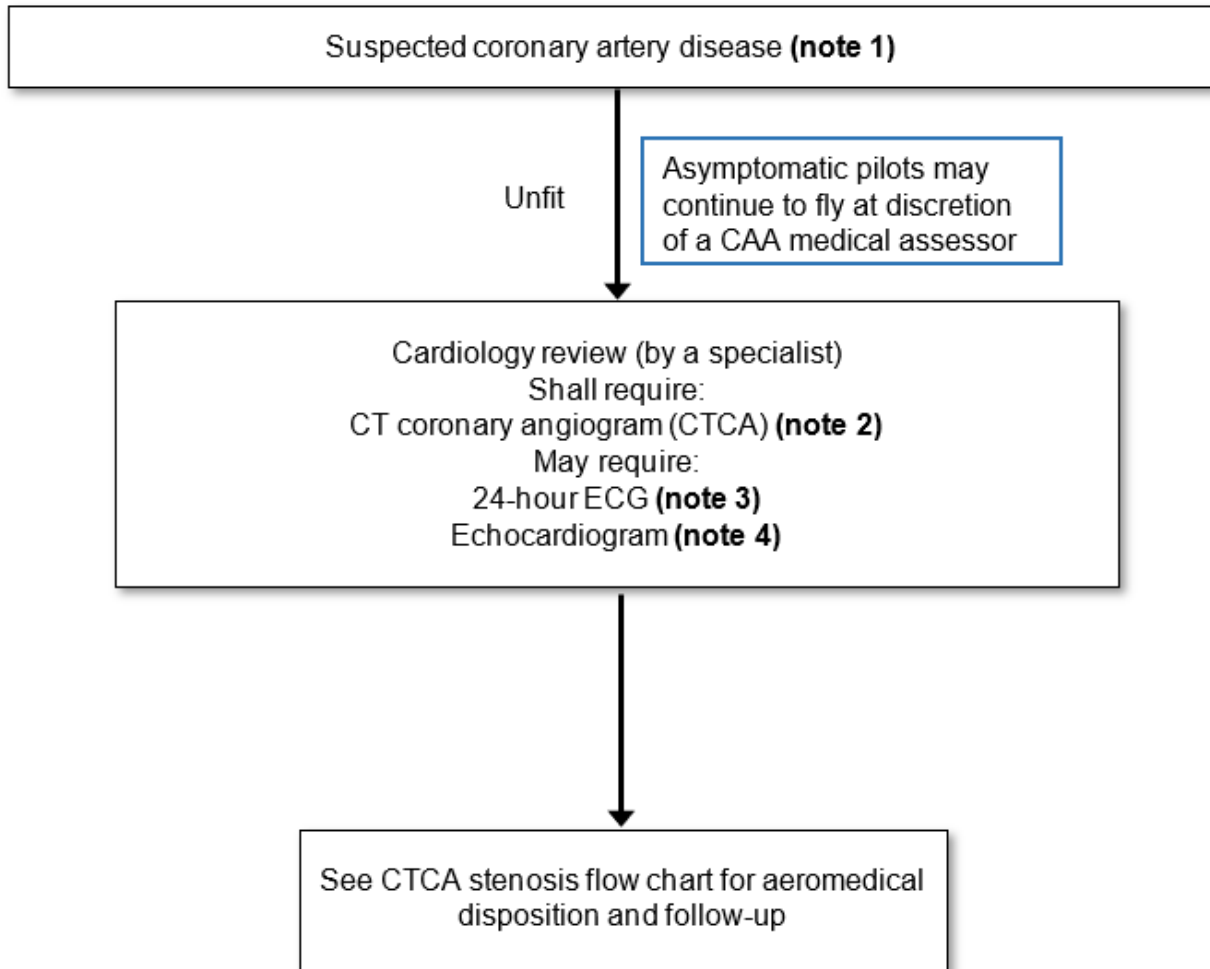 Suspected coronary artery disease (note 1)
Unfit
Asymptomatic pilots may
continue to fly at discretion
of a CAA medical assessor
Cardiology review (by a specialist)
Shall require:
CT coronary angiogram (CTCA) (note 2)
May require:
24-hour ECG (note 3)
Echocardiogram (note 4)
See CTCA stenosis flow chart for aeromedical
disposition and follow-up